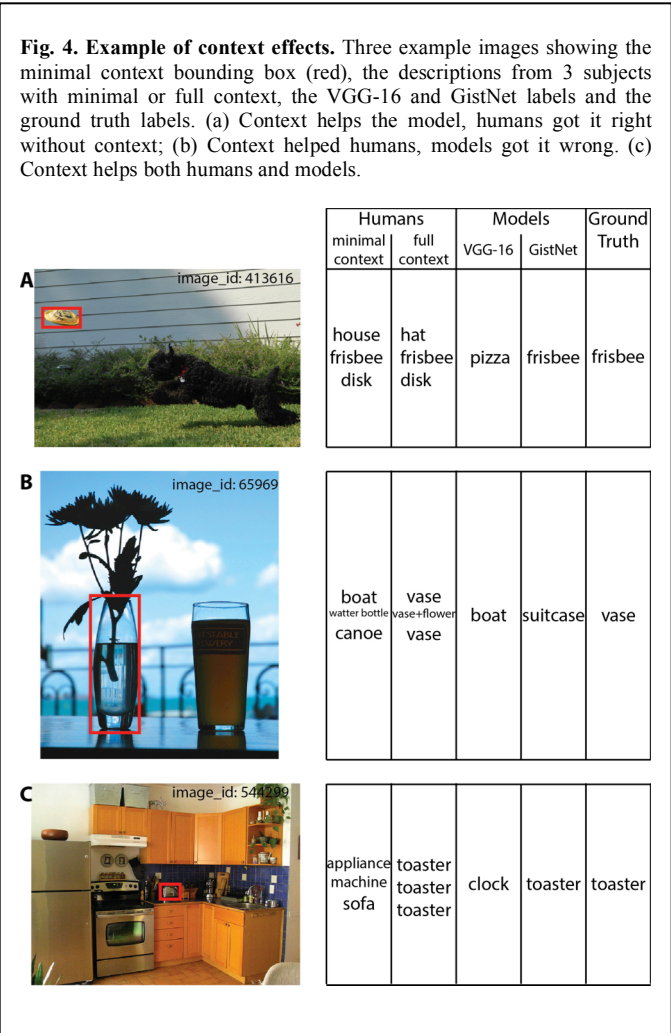 Fig. 4. Example of context effects. Three example images showing the
minimal context bounding box (red), the descriptions from 3 subjects
with minimal or full context, the VGG-16 and GistNet labels and the
ground truth labels. (a) Context helps the model, humans got it right
without context; (b) Context helped humans, models got it wrong. (c)
Context helps both humans and models.
Humans Models Ground
Truth
minimal full
context context
VGG-16 GistNet
A image_id: 413616
house hat
frisbee frisbee pizza frisbee frisbee
disk disk
B image_id: 65969
boat vase
watter bottle vase+flower boat suitcase vase
canoe vase
C image_id: 544299
appliance toaster
machine toaster clock toaster toaster
sofa toaster